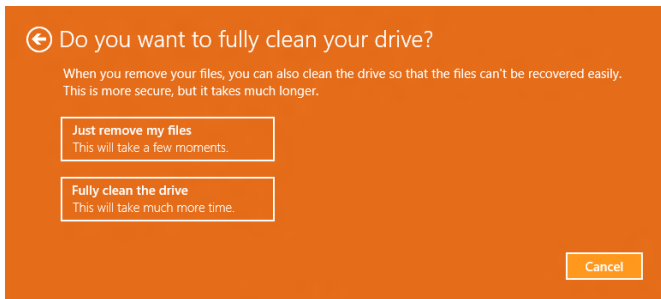 Do you want to fully clean your drive?
When you remove your files, you can also clean the drive so that the files can't be recovered easily.
This is more secure, but it takes much longer.
Just remove my files
This will take a few moments.
Fully clean the drive
This will take much more time.
Cancel